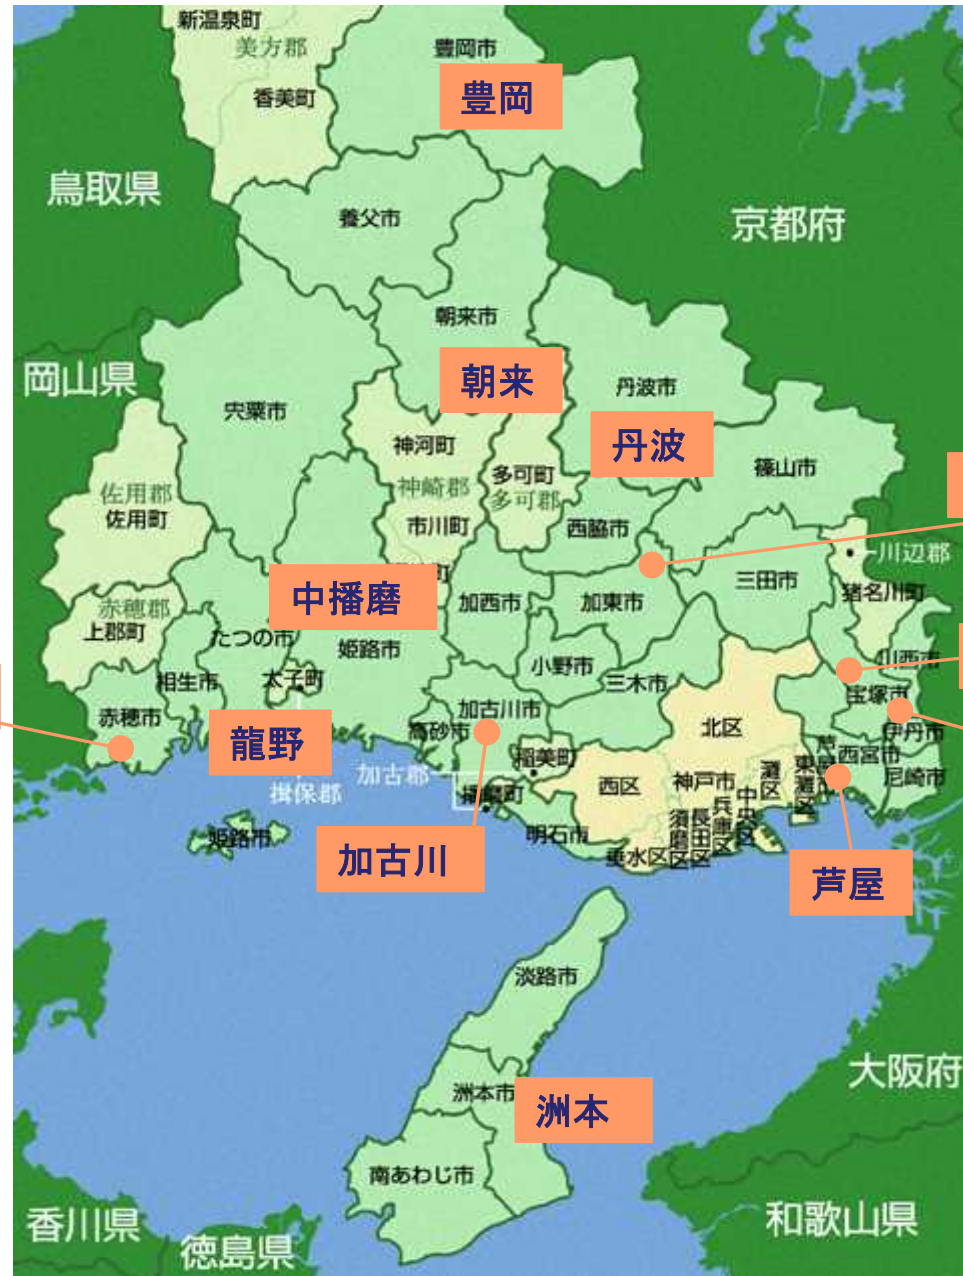 新温泉町
美方郡
豊岡市
豊岡
香美町
鳥取県
養父市
京都府
朝来市
岡山県
朝来
丹波市
宍粟市
丹波
神河町
篠山市
多可町
佐用郡
神崎郡
多可郡
佐用町
市川町
西脇市
川辺郡
三田市
猪名川町
中播磨
加西市
加東市
赤穂郡
上郡町
たつの市
姫路市
小野市
川西市
相生市
太子町
三木市
宝塚市
赤穂市
加古川市
高砂市
北区
伊丹市
龍野
稲美町
西宮市
加古郡
揖保郡
西区
神戸市
灘区
東灘区
尼崎市
播磨町
中央区
兵庫区
長田区
須磨区
姫路市
明石市
垂水区
加古川
芦屋
淡路市
大阪府
洲本市
洲本
南あわじ市
香川県
徳島県
和歌山県